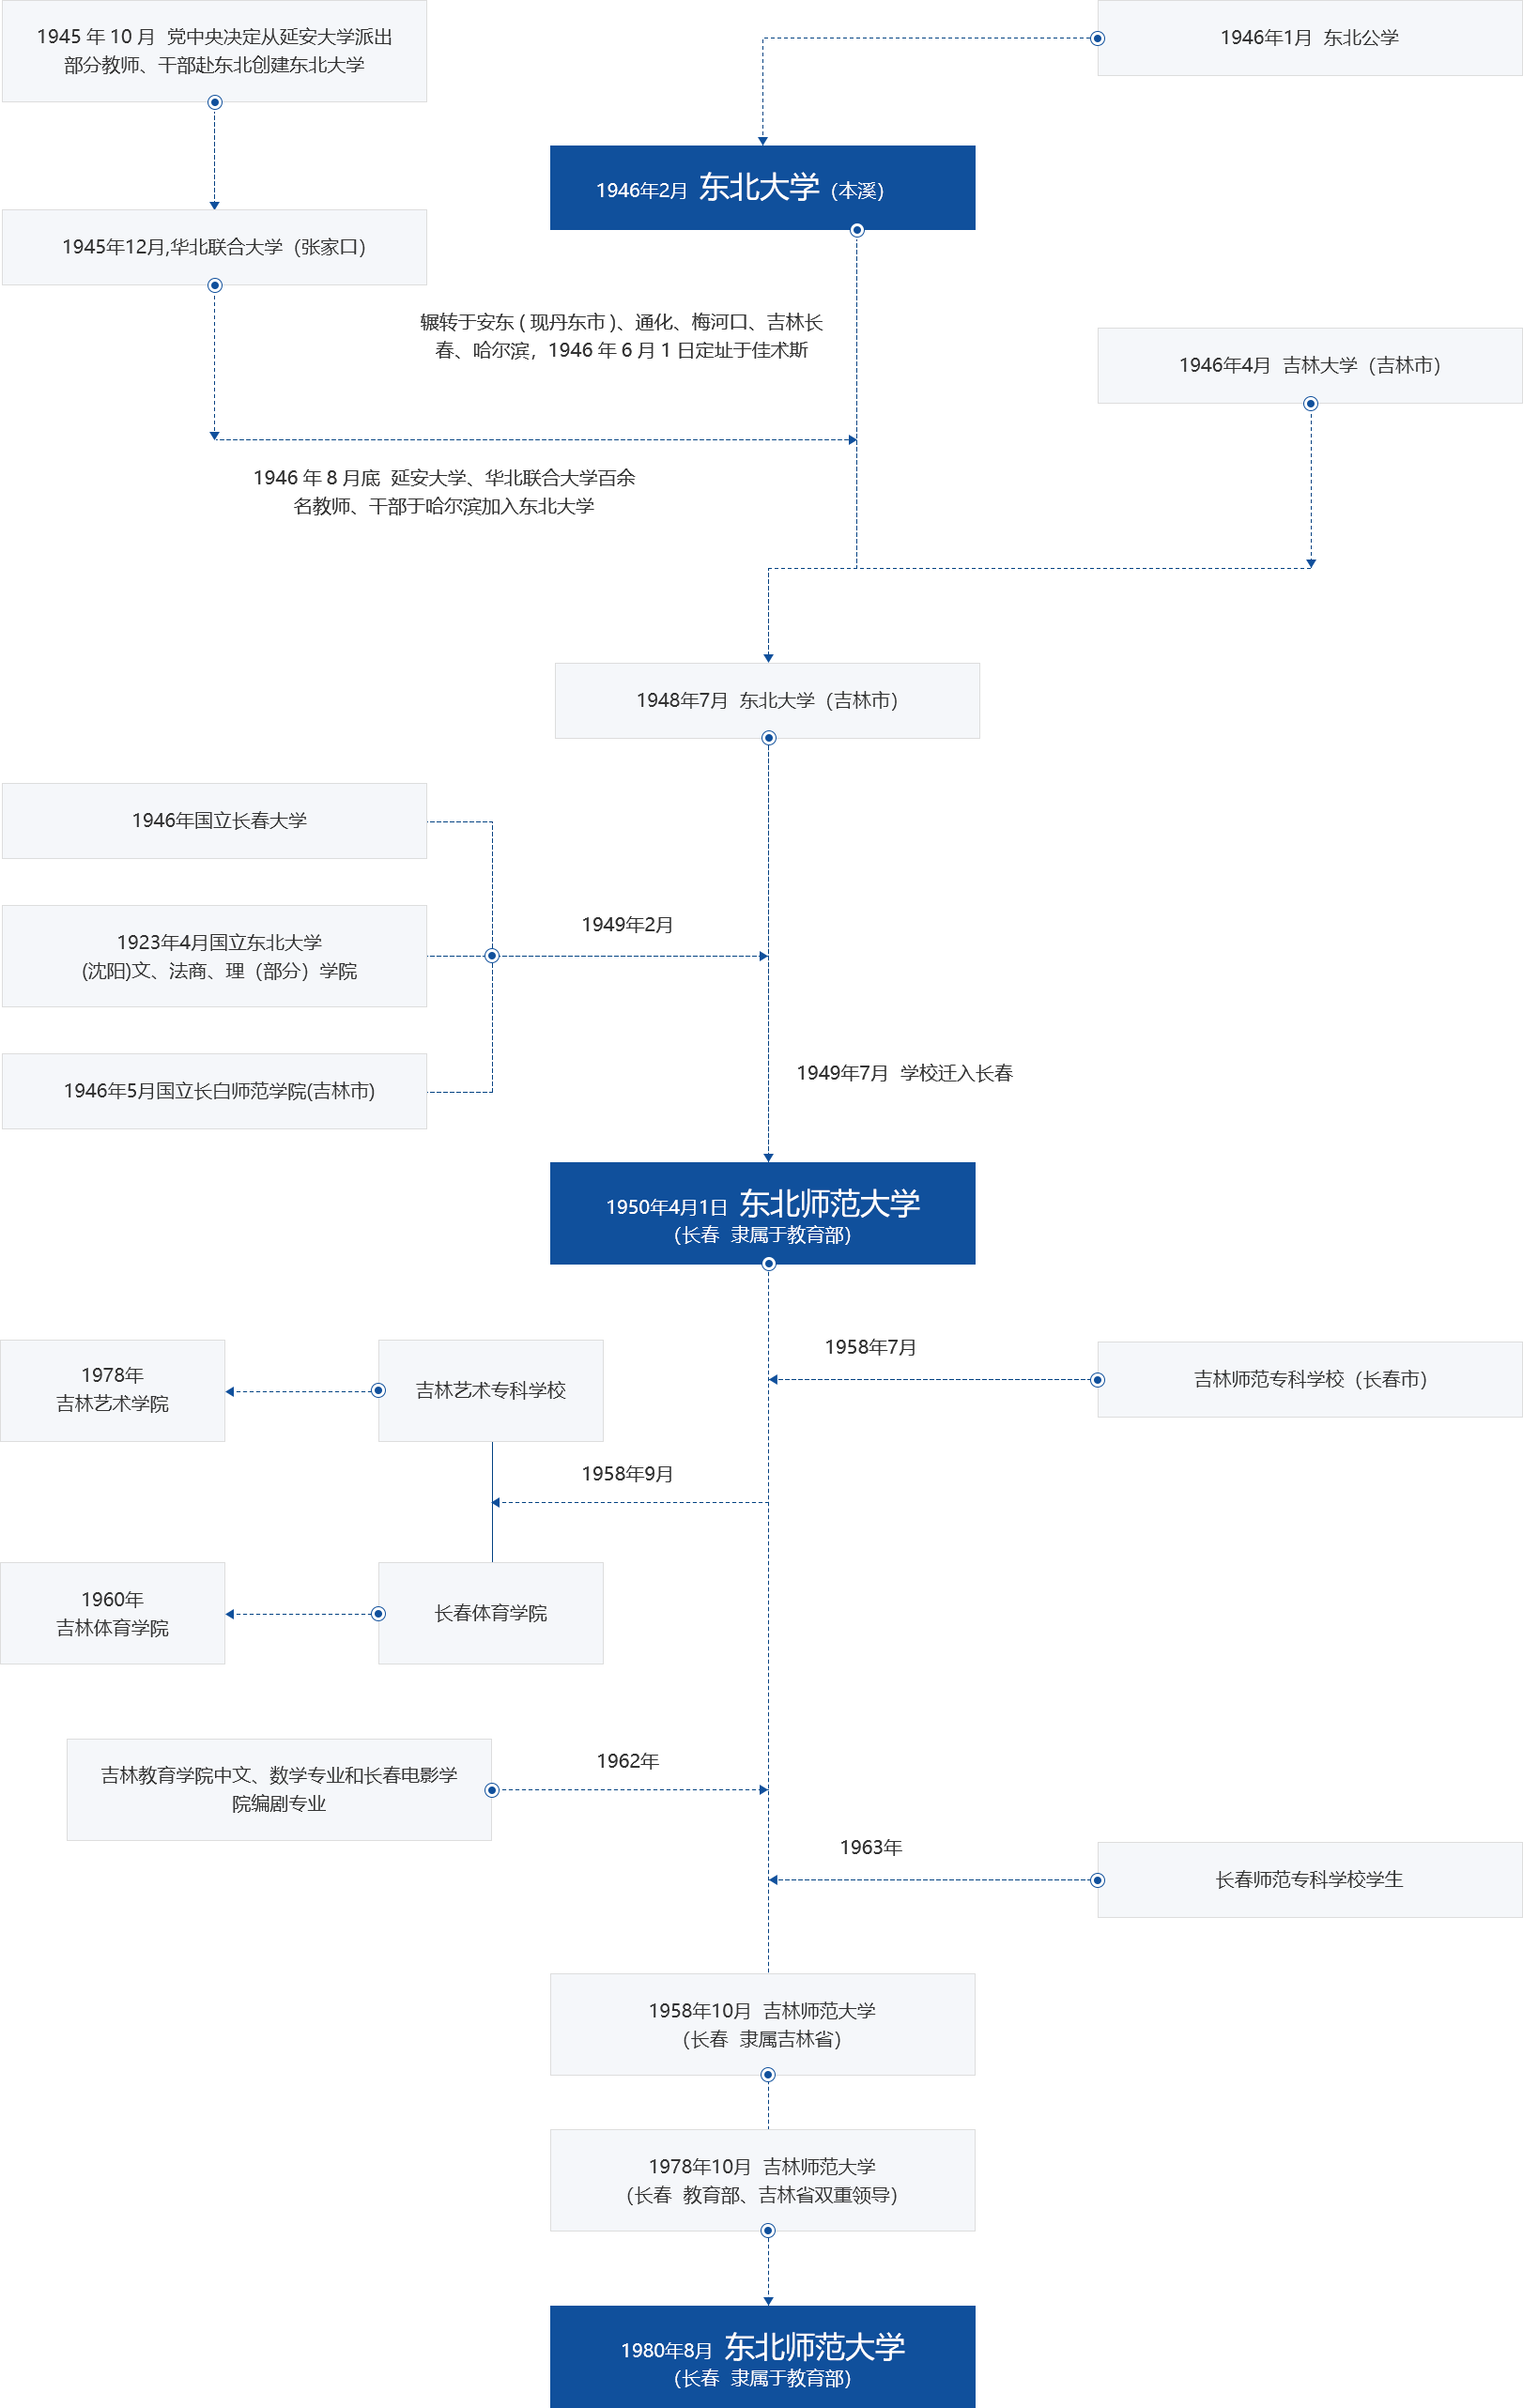 1945 年 10 月 党中央决定从延安大学派出
部分教师、干部赴东北创建东北大学
1946年1月 东北公学
1946年2月 东北大学（本溪）
1945年12月,华北联合大学（张家口）
辗转于安东 ( 现丹东市 )、通化、梅河口、吉林长
春、哈尔滨，1946 年 6 月 1 日定址于佳木斯
1946年4月 吉林大学（吉林市）
1946 年 8 月底 延安大学、华北联合大学百余
名教师、干部于哈尔滨加入东北大学
1948年7月 东北大学（吉林市）
1946年国立长春大学
1949年2月
1923年4月国立东北大学
(沈阳)文、法商、理（部分）学院
1949年7月 学校迁入长春
1946年5月国立长白师范学院(吉林市)
1950年4月1日 东北师范大学
（长春 隶属于教育部）
1958年7月
吉林师范专科学校（长春市）
1978年
吉林艺术学院
吉林艺术专科学校
1958年9月
1960年
吉林体育学院
长春体育学院
1962年
吉林教育学院中文、数学专业和长春电影学
院编剧专业
1963年
长春师范专科学校学生
1958年10月 吉林师范大学
（长春 隶属吉林省）
1978年10月 吉林师范大学
（长春 教育部、吉林省双重领导）
1980年8月 东北师范大学
（长春 隶属于教育部）